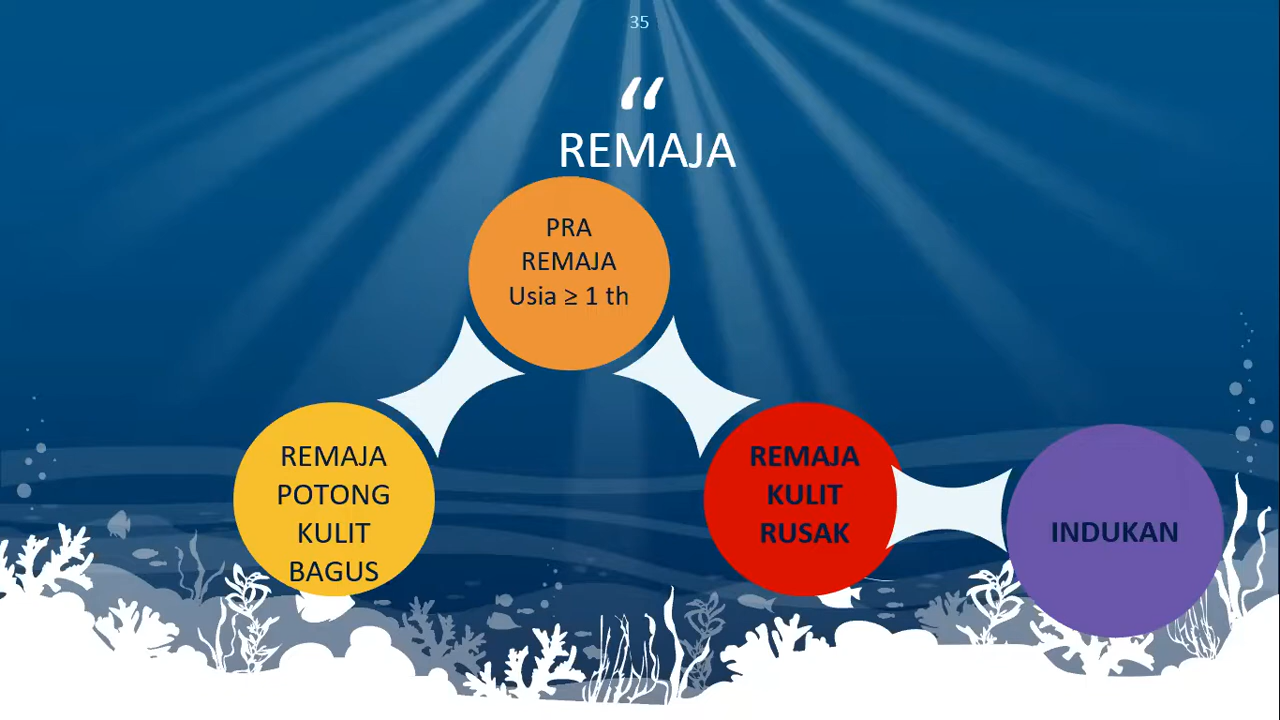 35
“
REMAJA
PRA
REMAJA
Usia ≥ 1 th
REMAJA
POTONG
KULIT
BAGUS
REMAJA
KULIT
RUSAK
INDUKAN